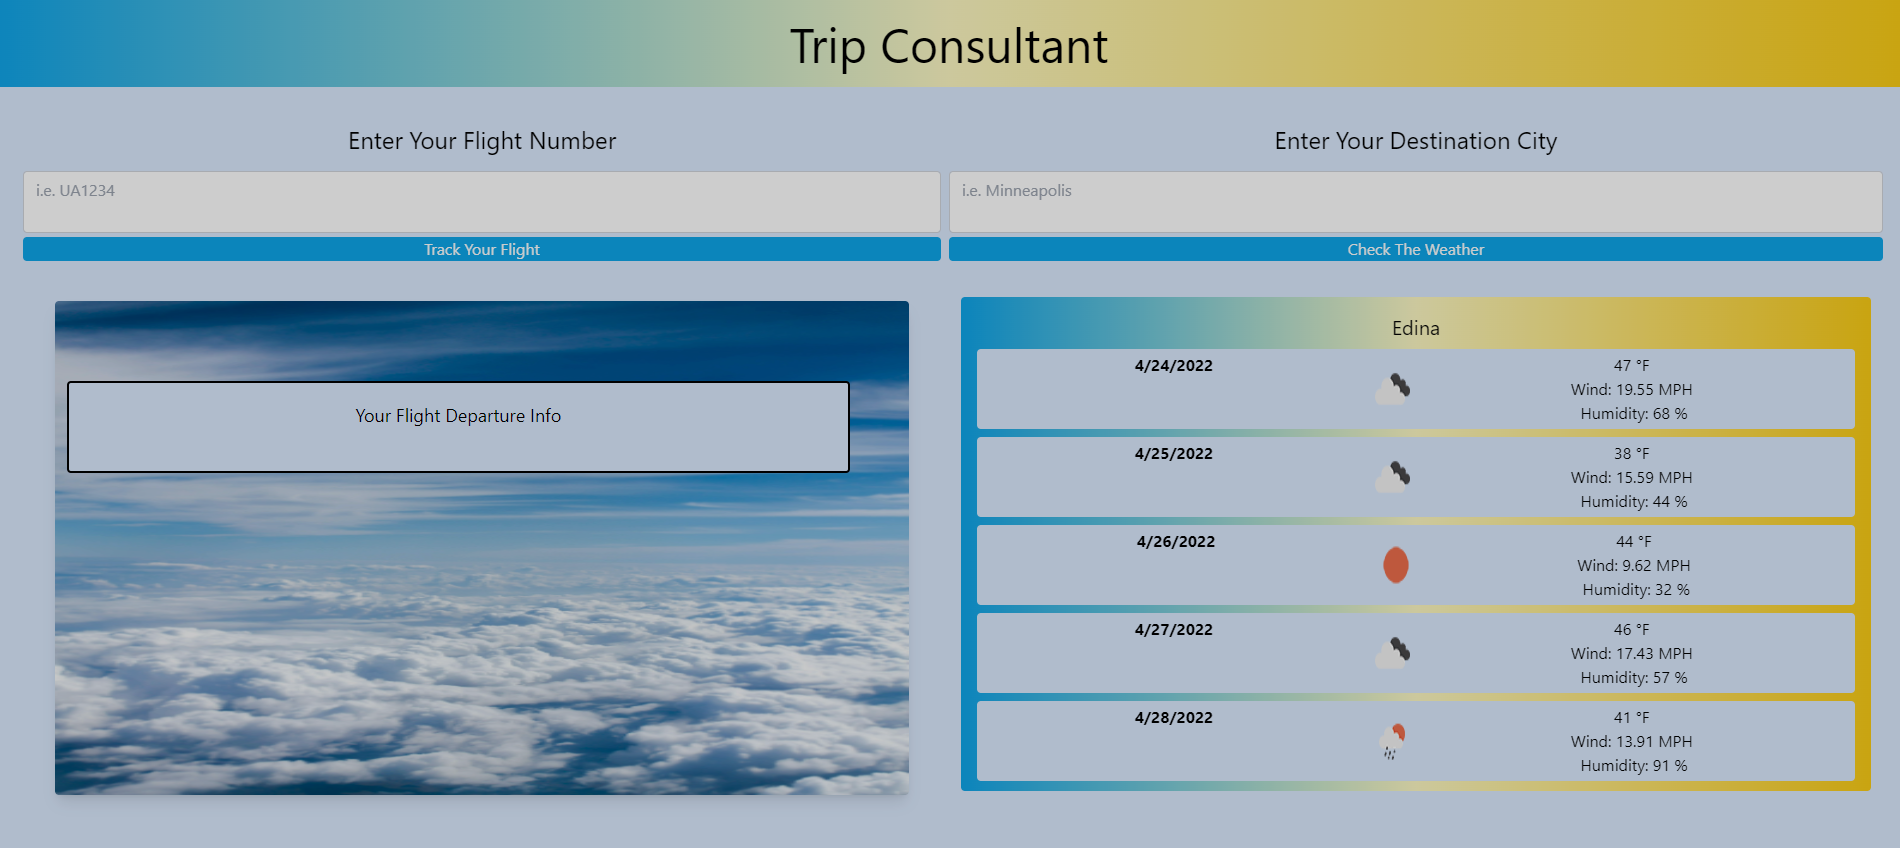 Trip Consultant
Enter Your Flight Number
i.e. UA1234
Track Your Flight
Enter Your Destination City
i.e. Minneapolis
Check The Weather
Your Flight Departure Info
Edina
4/24/2022
47 °F
Wind: 19.55 MPH
Humidity: 68 %
4/25/2022
38 °F
Wind: 15.59 MPH
Humidity: 44 %
4/26/2022
44 °F
Wind: 9.62 MPH
Humidity: 32 %
4/27/2022
46 °F
Wind: 17.43 MPH
Humidity: 57 %
4/28/2022
41 °F
Wind: 13.91 MPH
Humidity: 91 %